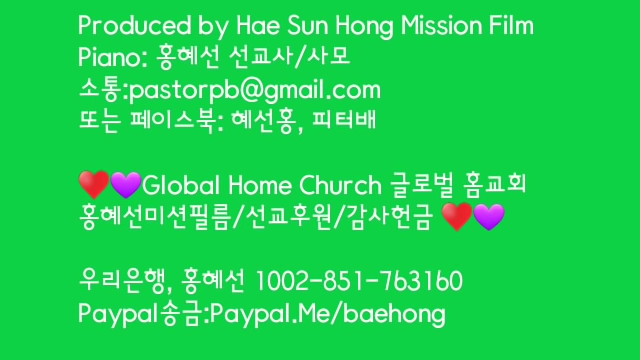 Produced by Hae Sun Hong Mission Film
Piano: 홍혜선 선교사/사모
소통:pastorpb@gmail.com
또는 페이스북: 혜선홍, 피터배
♥️💜Global Home Church 글로벌 홈교회
홍혜선미션필름/선교후원/감사헌금 ♥️💜
우리은행, 홍혜선 1002-851-763160
Paypal송금:Paypal.Me/baehong